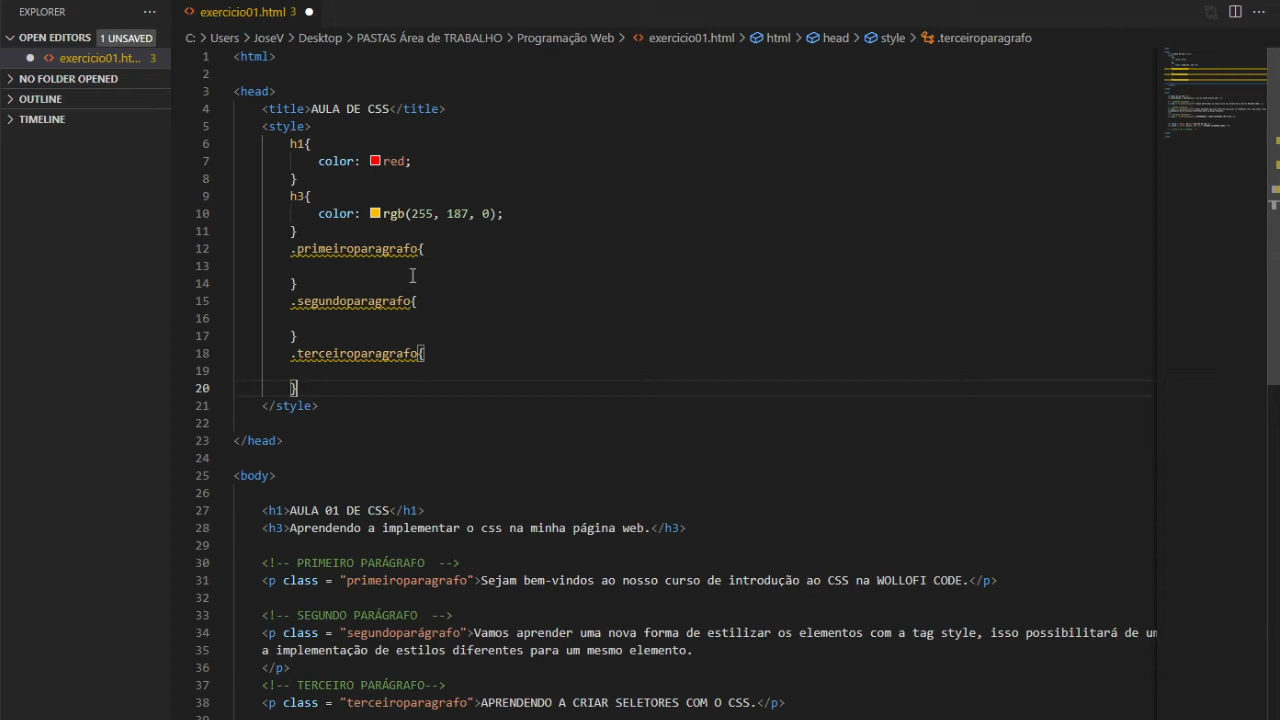 EXPLORER ···
exercicio01.html 3
OPEN EDITORS 1 UNSAVED
C: > Users > JoseV > Desktop > PASTAS Área de TRABALHO > Programação Web > exercicio01.html > html > head > style > .terceiroparagrafo
exercicio01.ht... 3
NO FOLDER OPENED
OUTLINE
TIMELINE
1 <html>
2
3 <head>
4 <title>AULA DE CSS</title>
5 <style>
6 h1{
7 color: red;
8 }
9 h3{
10 color: rgb(255, 187, 0);
11 }
12 .primeiroparagrafo{
13
14 }
15 .segundoparagrafo{
16
17 }
18 .terceiroparagrafo{
19
20 }
21 </style>
22
23 </head>
24
25 <body>
26
27 <h1>AULA 01 DE CSS</h1>
28 <h3>Aprendendo a implementar o css na minha página web.</h3>
29
30 <!-- PRIMEIRO PARÁGRAFO -->
31 <p class = "primeiroparagrafo">Sejam bem-vindos ao nosso curso de introdução ao CSS na WOLLOFI CODE.</p>
32
33 <!-- SEGUNDO PARÁGRAFO -->
34 <p class = "segundoparágrafo">Vamos aprender uma nova forma de estilizar os elementos com a tag style, isso possibilitará de um
35 a implementação de estilos diferentes para um mesmo elemento.
36 </p>
37 <!-- TERCEIRO PARÁGRAFO-->
38 <p class = "terceiroparagrafo">APRENDENDO A CRIAR SELETORES COM O CSS.</p>